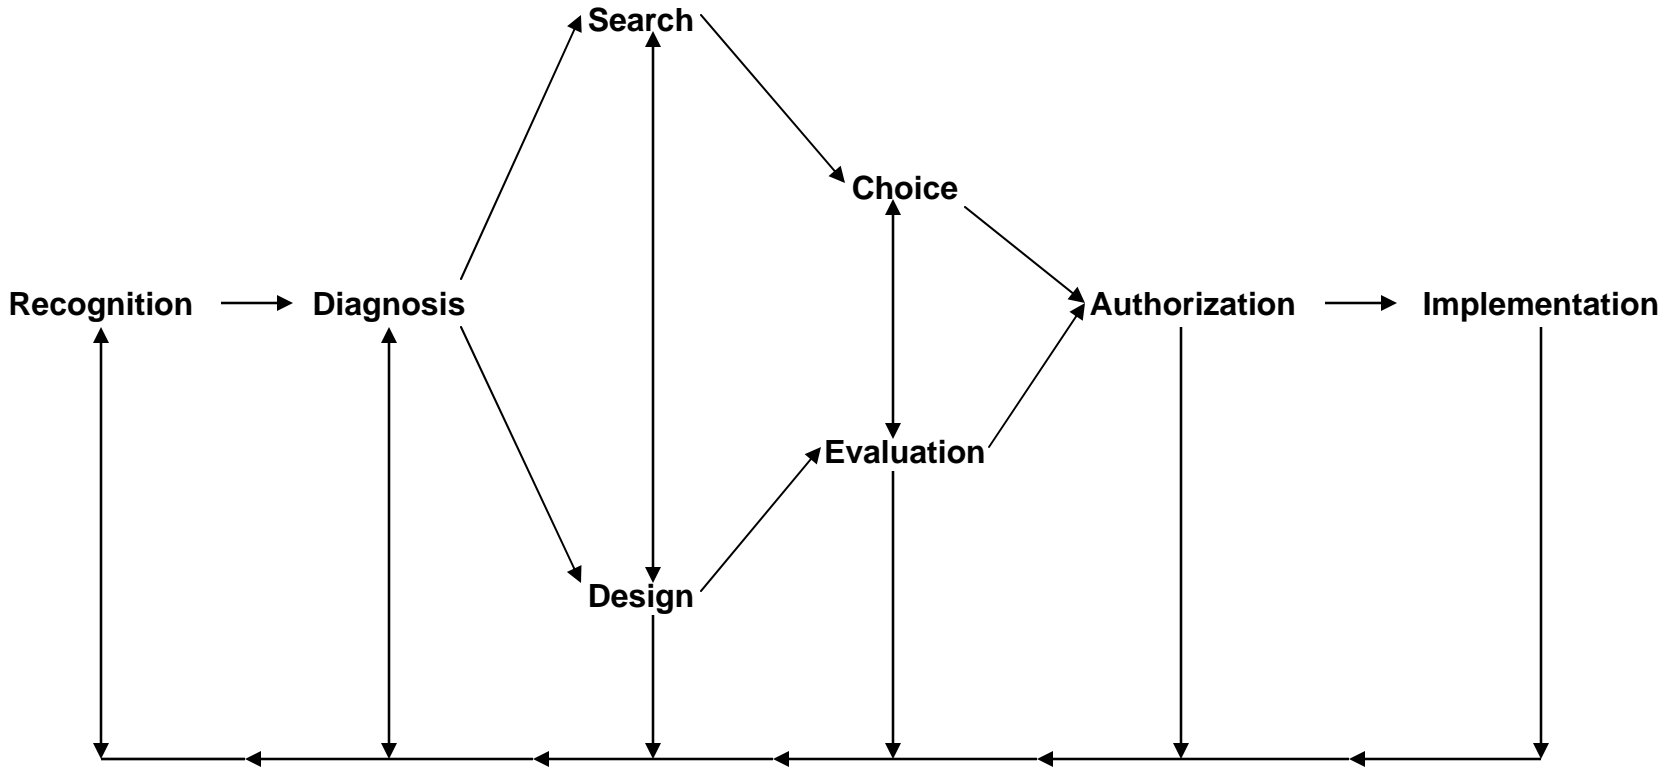 Search
Choice
Recognition
Diagnosis
Authorization
Implementation
Evaluation
Design